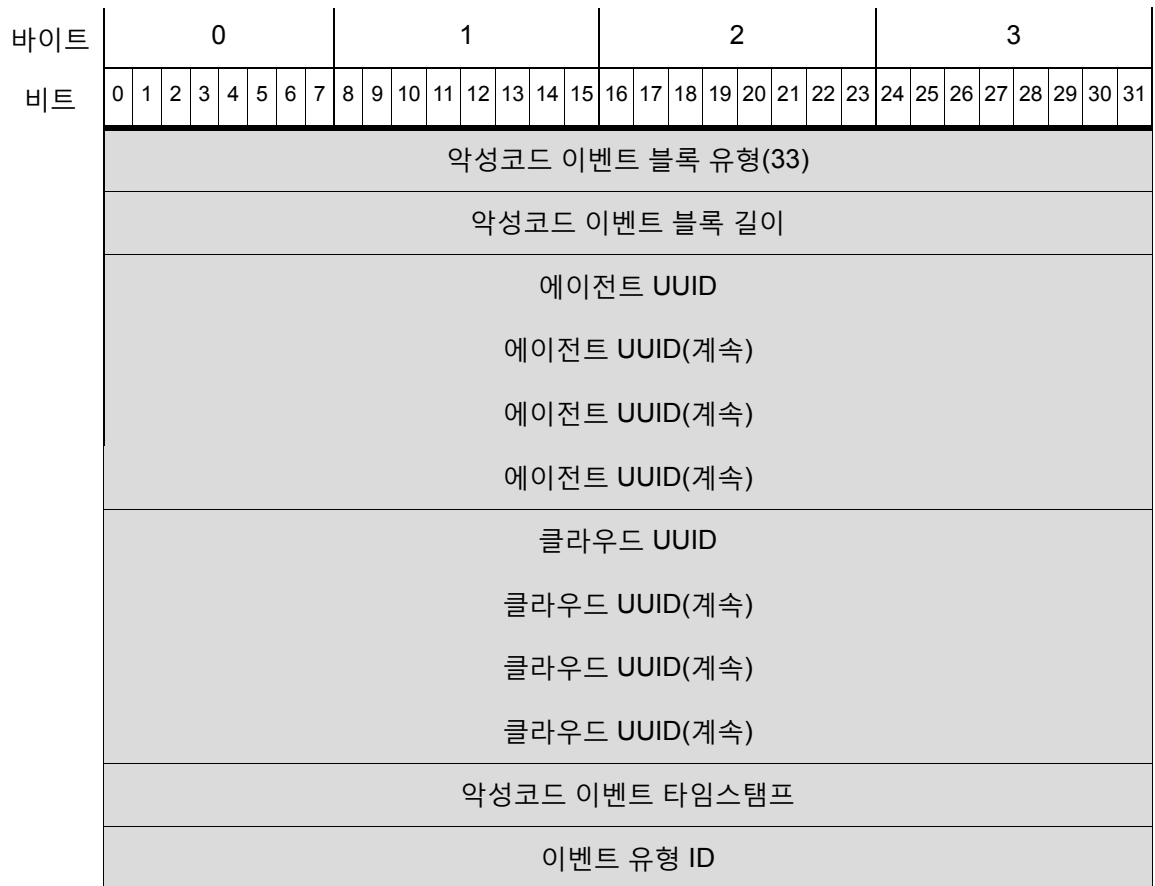 바이트 0 1 2 3
비트 0 1 2 3 4 5 6 7 8 9 10 11 12 13 14 15 16 17 18 19 20 21 22 23 24 25 26 27 28 29 30 31
악성코드 이벤트 블록 유형(33)
악성코드 이벤트 블록 길이
에이전트 UUID
에이전트 UUID(계속)
에이전트 UUID(계속)
에이전트 UUID(계속)
클라우드 UUID
클라우드 UUID(계속)
클라우드 UUID(계속)
클라우드 UUID(계속)
악성코드 이벤트 타임스탬프
이벤트 유형 ID